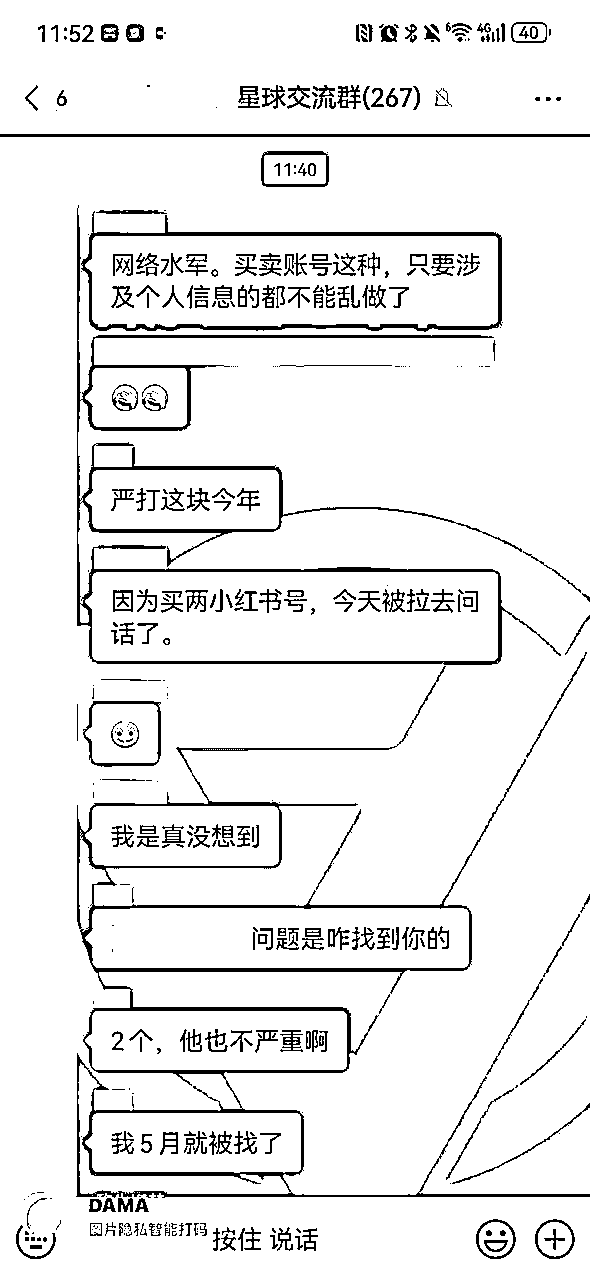 11:52
4G
40
6
星球交流群(267)
11:40
网络水军。买卖账号这种，只要涉
及个人信息的都不能乱做了
严打这块今年
因为买两小红书号，今天被拉去问
话了。
我是真没想到
问题是咋找到你的
2个，他也不严重啊
我5月就被找了
DAMA
图片隐私智能打码
按住 说话